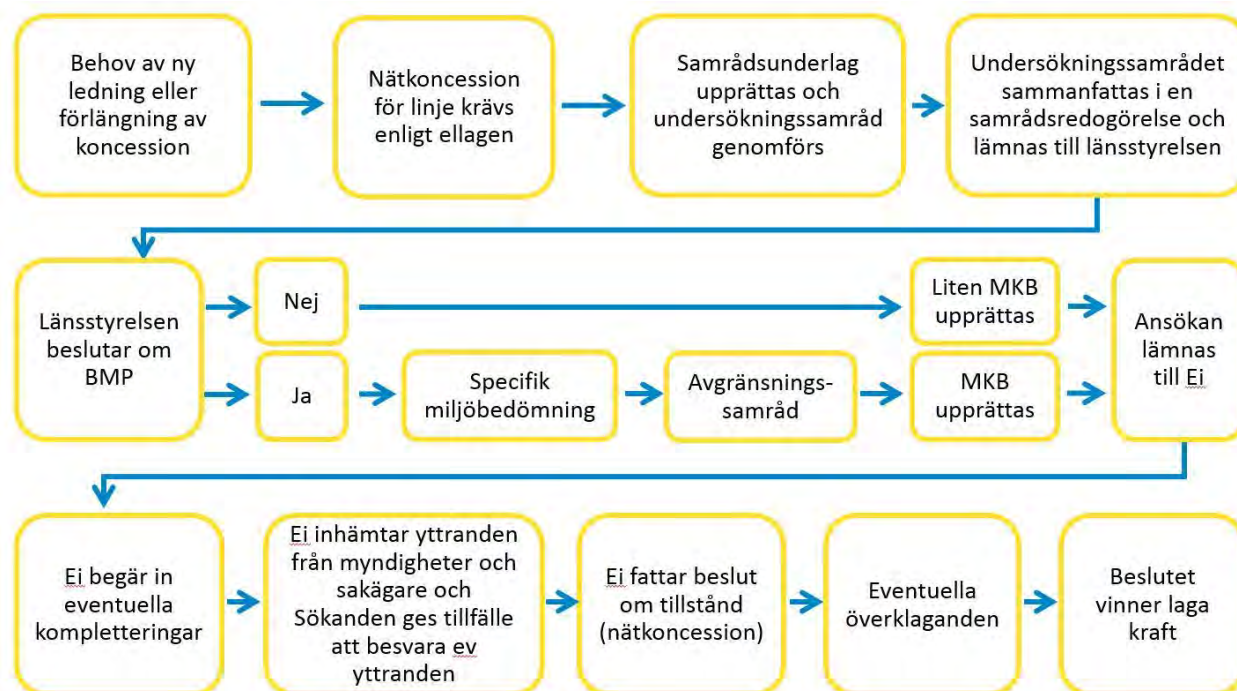 Behov av ny
ledning eller
förlängning av
koncession
Nätkoncession
för linje krävs
enligt ellagen
Samrådsunderlag
upprättas och
undersökningssamråd
genomförs
Undersökningssamrådet
sammanfattas i en
samrådsredogörelse och
lämnas till länsstyrelsen
Länsstyrelsen
beslutar om
BMP
Nej
Liten MKB
upprättas
Ja
Specifik
miljöbedömning
Avgränsnings-
samråd
MKB
upprättas
Ansökan
lämnas
till Ei
Ei begär in
eventuella
kompletteringar
Ei inhämtar yttranden
från myndigheter och
sakägare och
Sökanden ges tillfälle
att besvara ev
yttranden
Ei fattar beslut
om tillstånd
(nätkoncession)
Eventuella
överklaganden
Beslutet
vinner laga
kraft